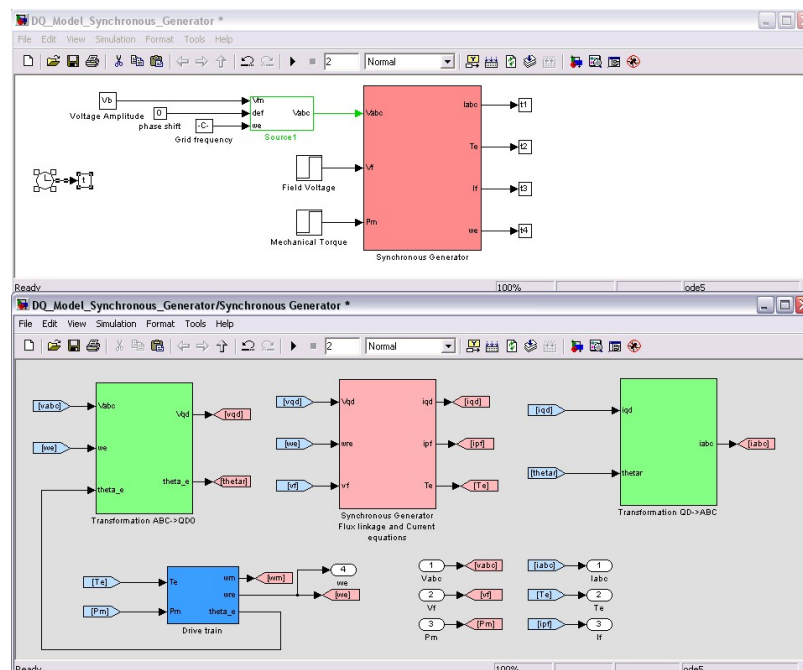 DQ_Model_Synchronous_Generator *
File Edit View Simulation Format Tools Help
2 Normal
Vb
Voltage Amplitude
0
phase shift
-C-
Grid frequency
Vm
def
we
Vabc
Source1
t
Field Voltage
Mechanical Torque
Vabc
Vf
Pm
Iabc
Te
If
we
Synchronous Generator
t1
t2
t3
t4
Ready 100% ode5
DQ_Model_Synchronous_Generator/Synchronous Generator *
File Edit View Simulation Format Tools Help
2 Normal
[vabc]
[we]
Vabc
we
theta_e
Vqd
theta_e
[vqd]
[thetar]
Transformation ABC->QD0
[vqd]
[we]
[vf]
Vqd
wre
vf
iqd
ipf
Te
[iqd]
[ipf]
[Te]
Synchronous Generator
Flux linkage and Current
equations
[iqd]
[thetar]
iqd
thetar
iabc
[iabc]
Transformation QD->ABC
[Te]
[Pm]
Te
Pm
wm
wre
theta_e
Drive train
[wm]
4
we
[we]
1
Vabc
[vabc]
2
Vf
[vf]
3
Pm
[Pm]
[iabc]
1
Iabc
[Te]
2
Te
[ipf]
3
If
Ready 100% ode5